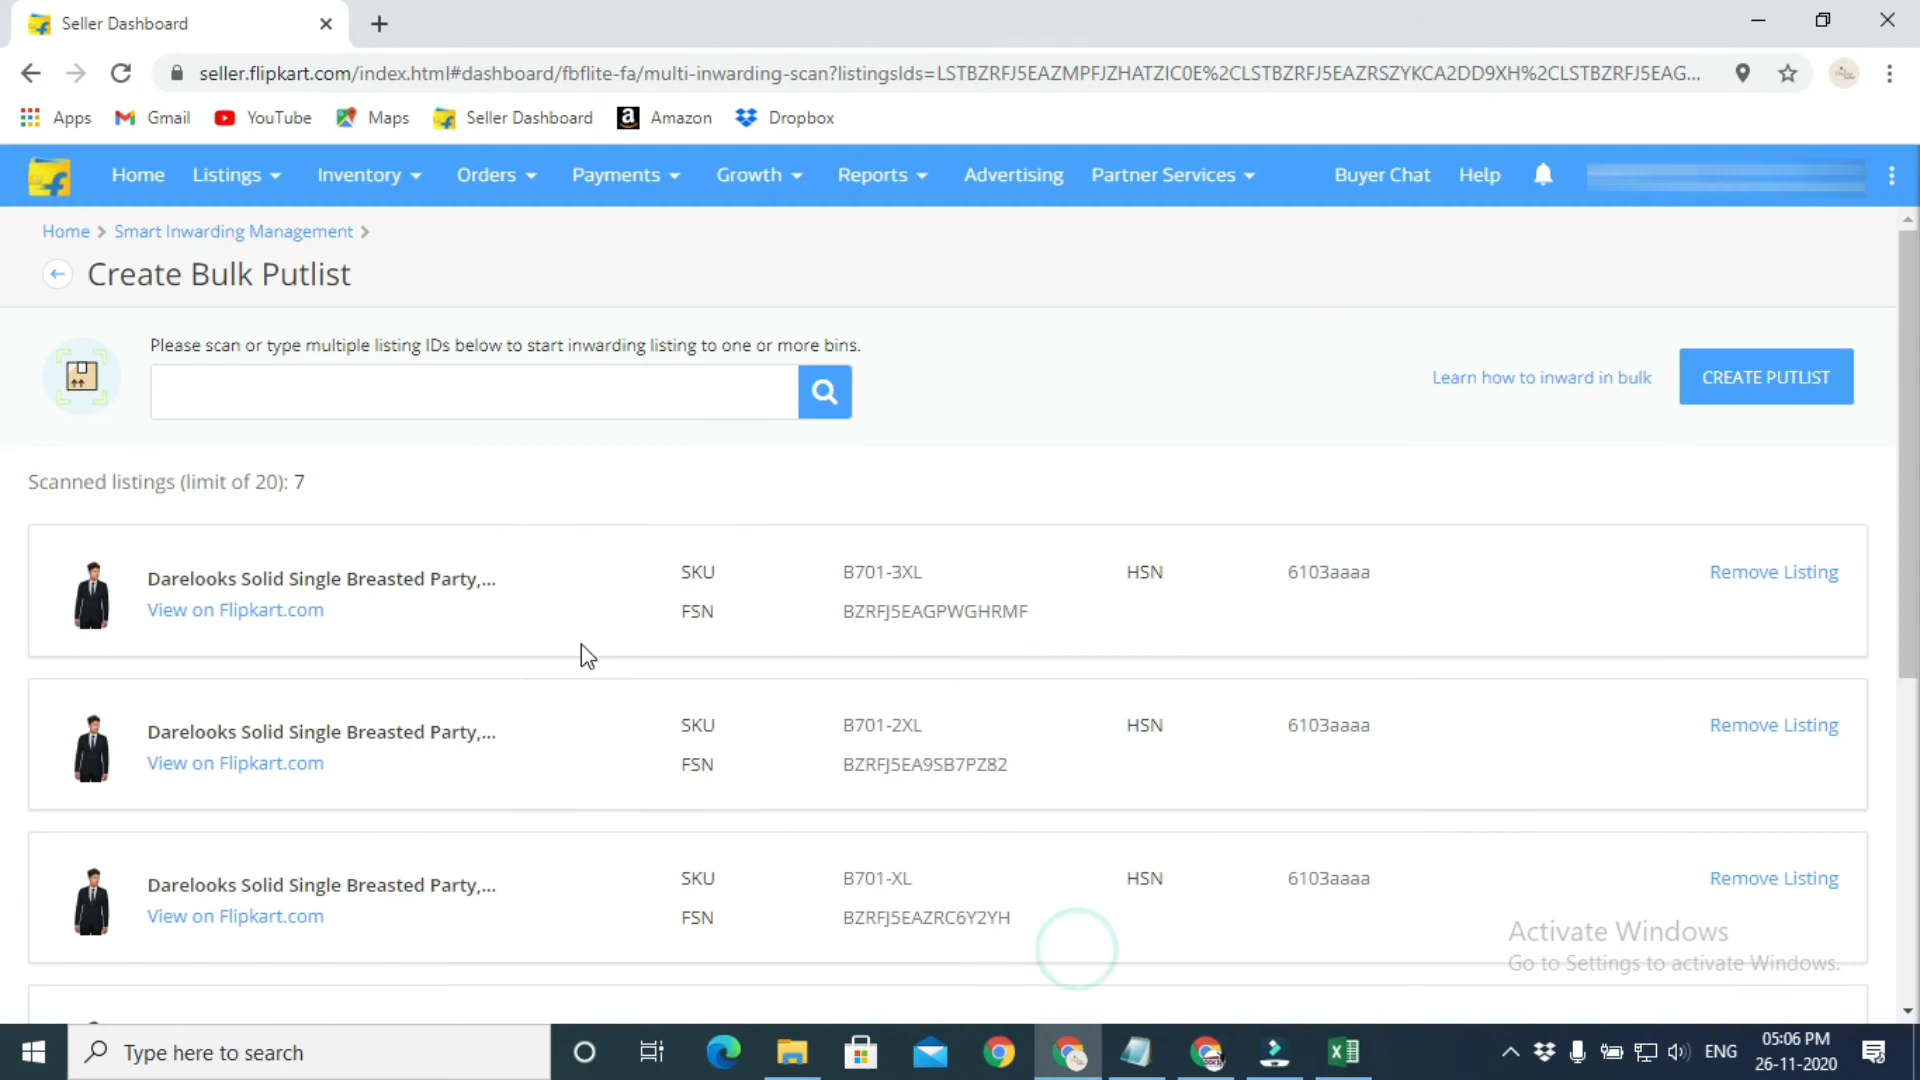 Seller Dashboard
seller.flipkart.com/index.html#dashboard/fbflite-fa/multi-inwarding-scan?listingsIds=LSTBZRFJ5EAZMPFJZHATZIC0E%2CLSTBZRFJ5EAZRSZYKCA2DD9XH%2CLSTBZRFJ5EAG...
Apps Gmail YouTube Maps Seller Dashboard Amazon Dropbox
Home Listings Inventory Orders Payments Growth Reports Advertising Partner Services Buyer Chat Help
Home > Smart Inwarding Management >
Create Bulk Putlist
Please scan or type multiple listing IDs below to start inwarding listing to one or more bins.
Learn how to inward in bulk CREATE PUTLIST
Scanned listings (limit of 20): 7
Darelooks Solid Single Breasted Party,... SKU B701-3XL HSN 6103aaaa Remove Listing
View on Flipkart.com FSN BZRFJ5EAGPWGHRMF
Darelooks Solid Single Breasted Party,... SKU B701-2XL HSN 6103aaaa Remove Listing
View on Flipkart.com FSN BZRFJ5EA9SB7PZ82
Darelooks Solid Single Breasted Party,... SKU B701-XL HSN 6103aaaa Remove Listing
View on Flipkart.com FSN BZRFJ5EAZRC6Y2YH
Activate Windows
Go to Settings to activate Windows.
Type here to search
ENG
05:06 PM
26-11-2020